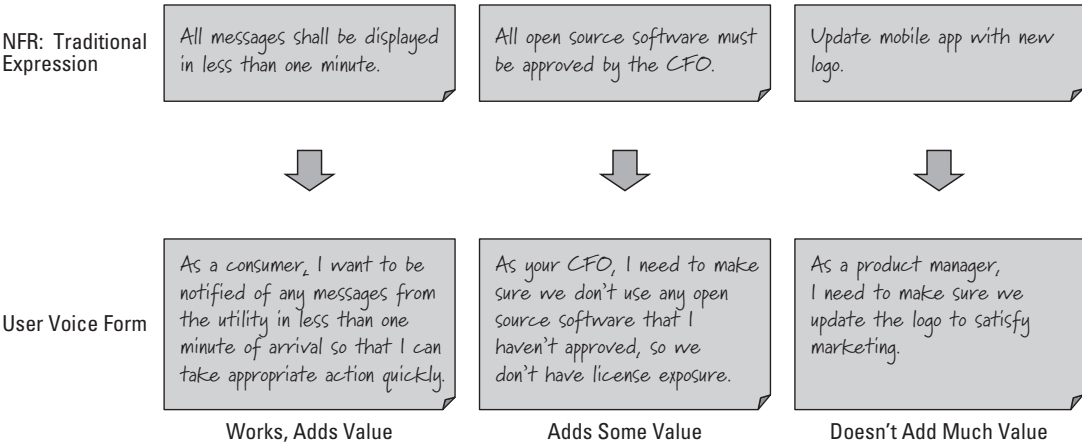 NFR: Traditional
Expression
All messages shall be displayed
in less than one minute.
All open source software must
be approved by the CFO.
Update mobile app with new
logo.
User Voice Form
As a consumer, I want to be
notified of any messages from
the utility in less than one
minute of arrival so that I can
take appropriate action quickly.
As your CFO, I need to make
sure we don't use any open
source software that I
haven't approved, so we
don't have license exposure.
As a product manager,
I need to make sure we
update the logo to satisfy
marketing.
Works, Adds Value
Adds Some Value
Doesn't Add Much Value